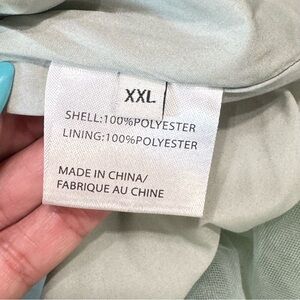 XXL
SHELL:100%POLYESTER
LINING:100%POLYESTER
MADE IN CHINA/
FABRIQUE AU CHINE